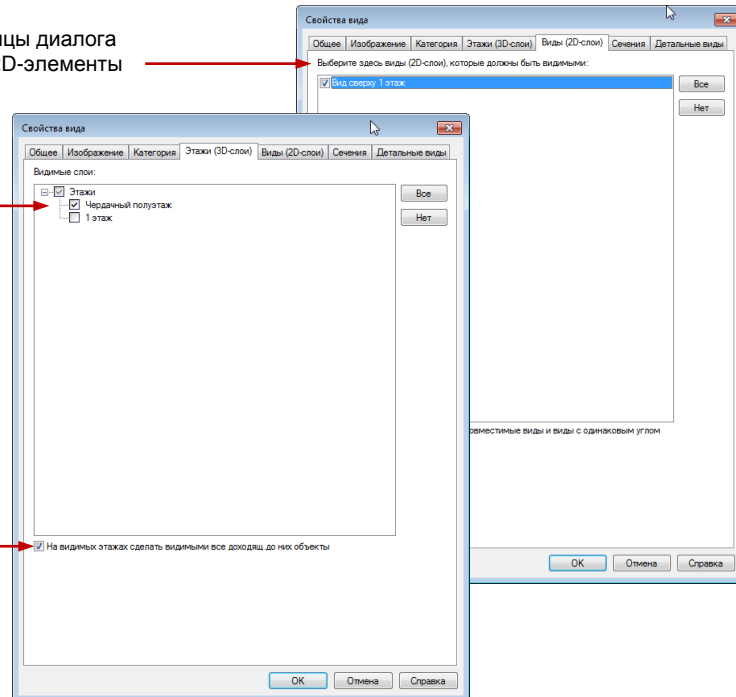 цы диалога
D-элементы
Свойства вида
Общее Изображение Категория Этажи (3D-слои) Виды (2D-слои) Сечения Детальные виды
Выберите здесь виды (2D-слои), которые должны быть видимыми:
Вид сверху 1 этаж
Все
Нет
овместимые виды и виды с одинаковым углом
OK Отмена Справка
Свойства вида
Общее Изображение Категория Этажи (3D-слои) Виды (2D-слои) Сечения Детальные виды
Видимые слои:
Этажи
Чердачный полуэтаж
1 этаж
Все
Нет
На видимых этажах сделать видимыми все доходящ.до них объекты
OK Отмена Справка